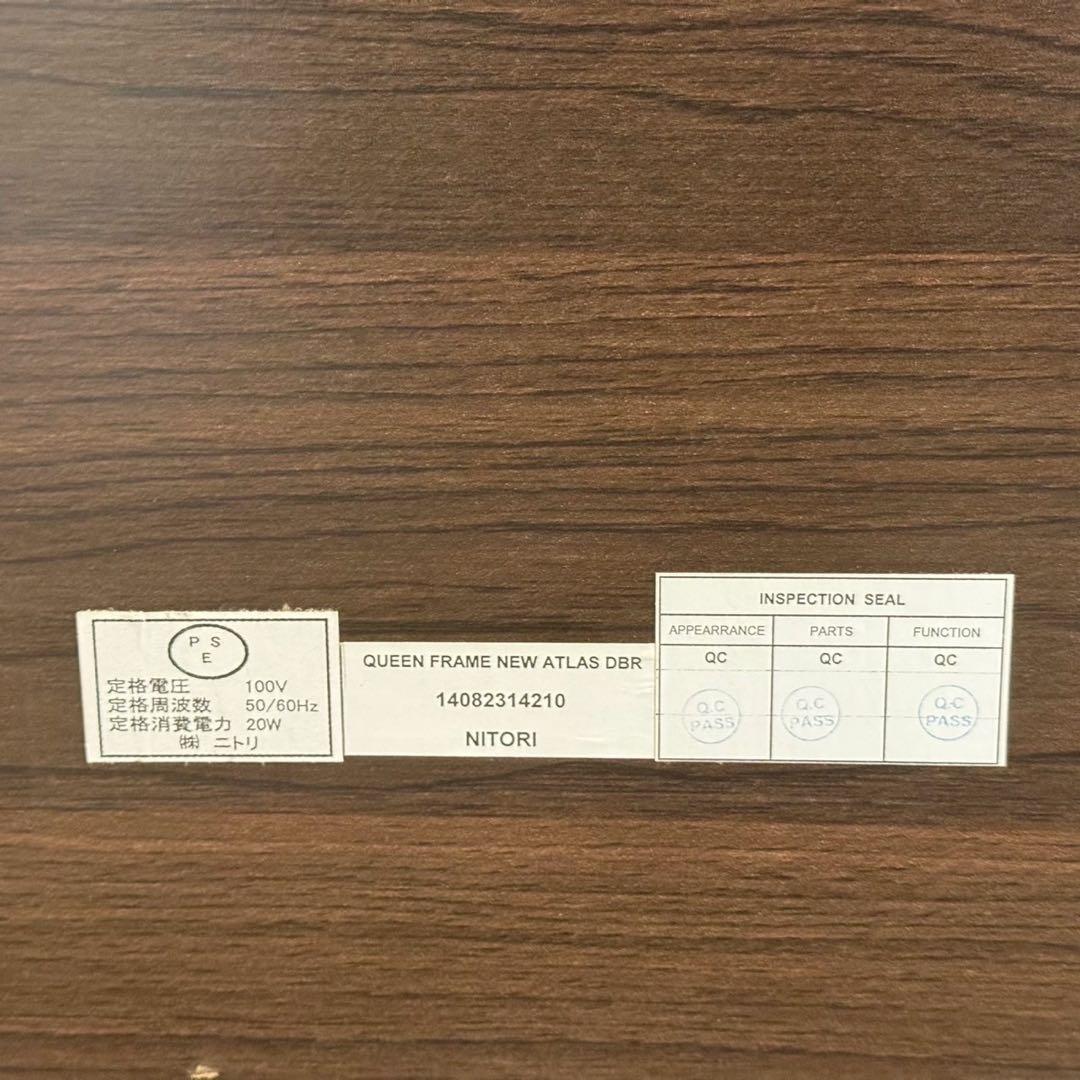 P S
E
定格電圧 100V
定格周波数 50/60Hz
定格消費電力 20W
㈱ ニトリ
QUEEN FRAME NEW ATLAS DBR
14082314210
NITORI
INSPECTION SEAL
APPEARRANCE PARTS FUNCTION
QC QC QC
Q.C Q.C Q.C
PASS PASS PASS